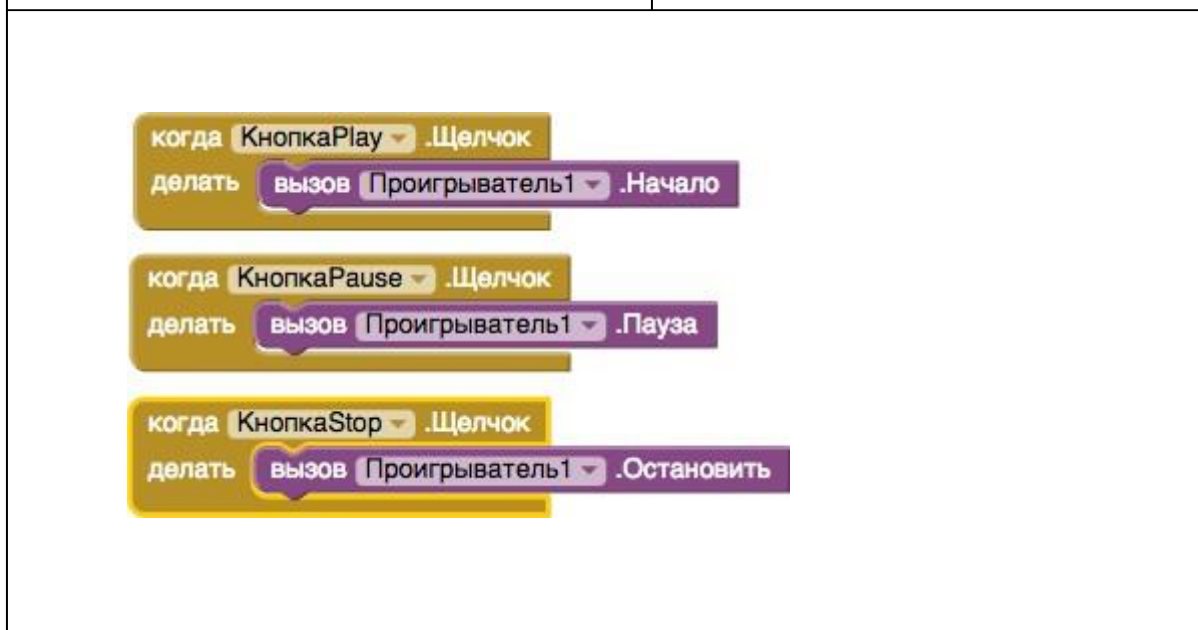 когда КнопкаPlay .Щелчок
делать вызов Проигрыватель1 .Начало
когда КнопкаPause .Щелчок
делать вызов Проигрыватель1 .Пауза
когда КнопкаStop .Щелчок
делать вызов Проигрыватель1 .Остановить